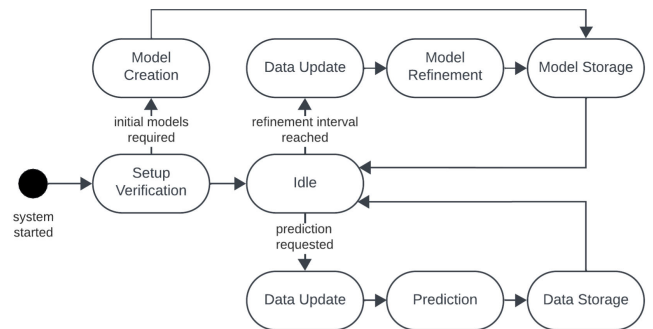 Model
Creation
Data Update
Model
Refinement
Model Storage
initial models
required
refinement interval
reached
Setup
Verification
Idle
system
started
prediction
requested
Data Update
Prediction
Data Storage